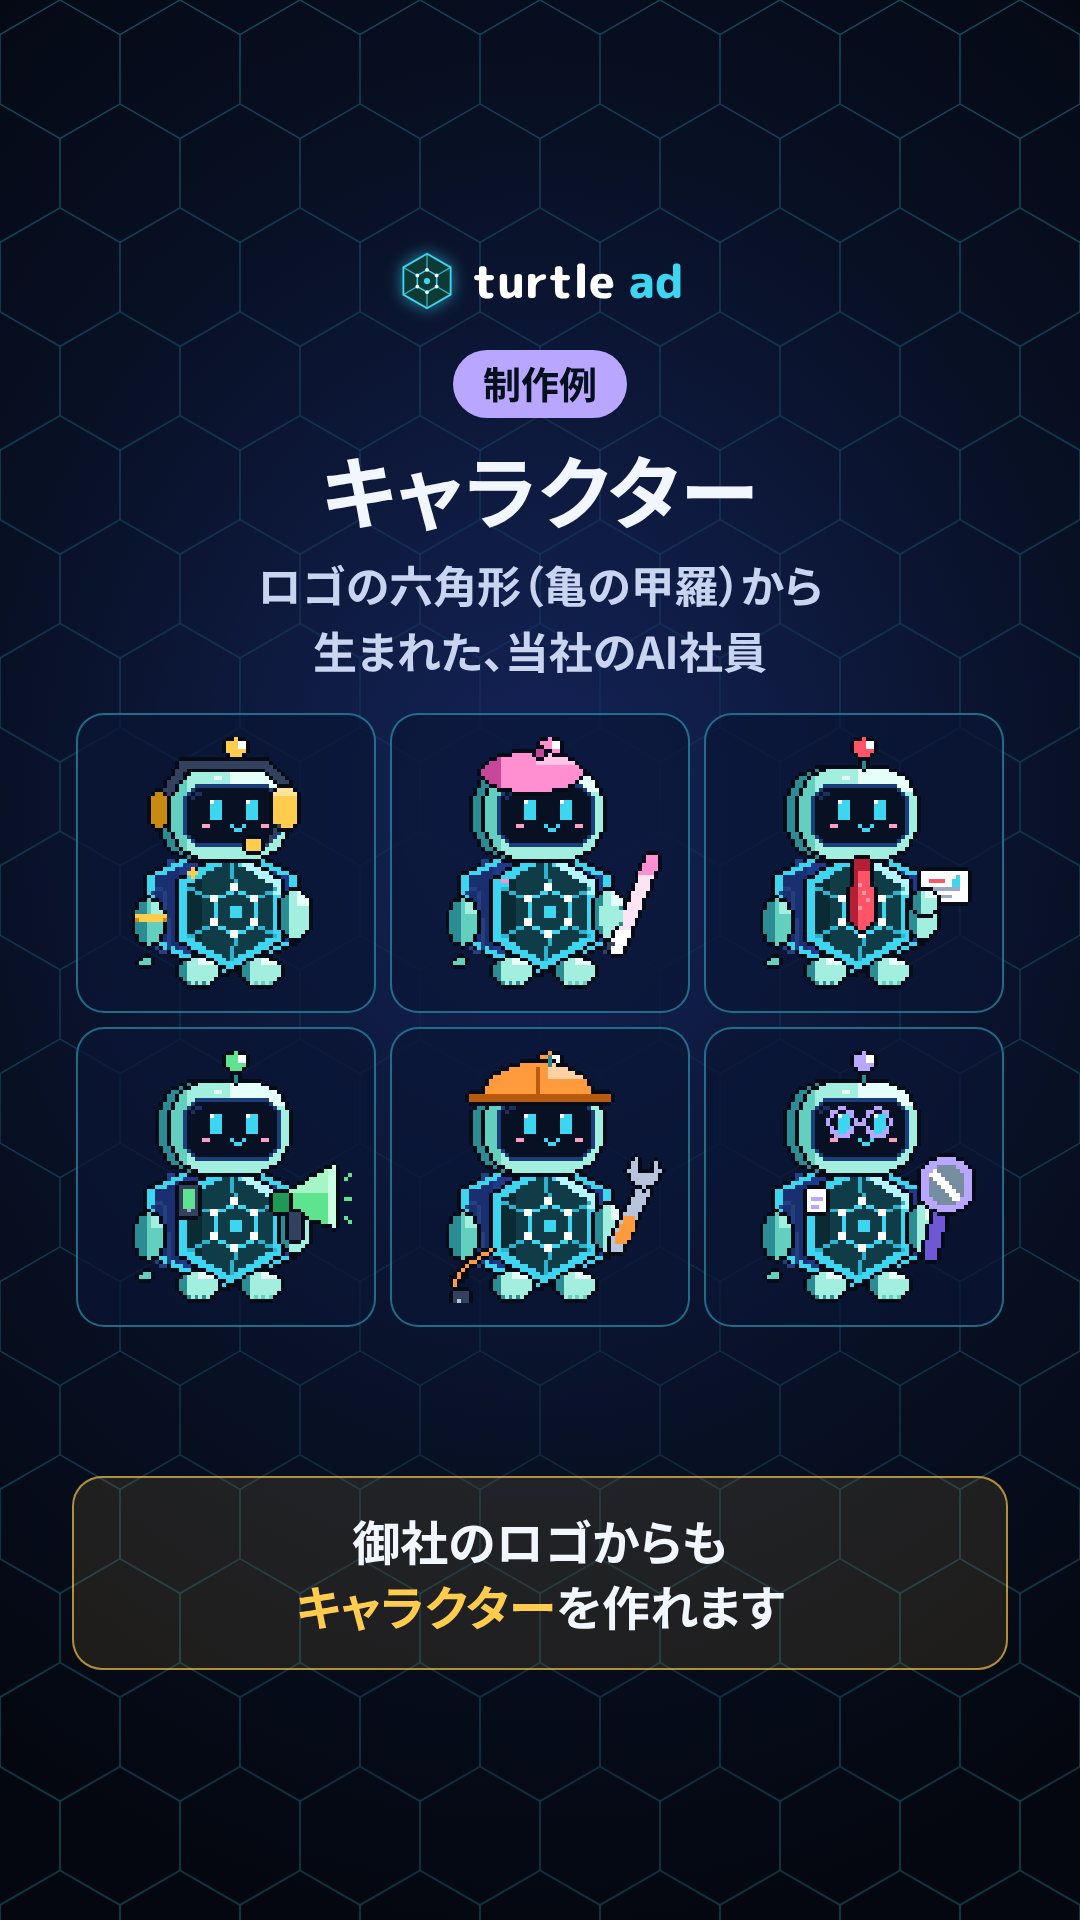 turtle ad
制作例
キャラクター
ロゴの六角形（亀の甲羅）から
生まれた、当社のAI社員
御社のロゴからも
キャラクターを作れます